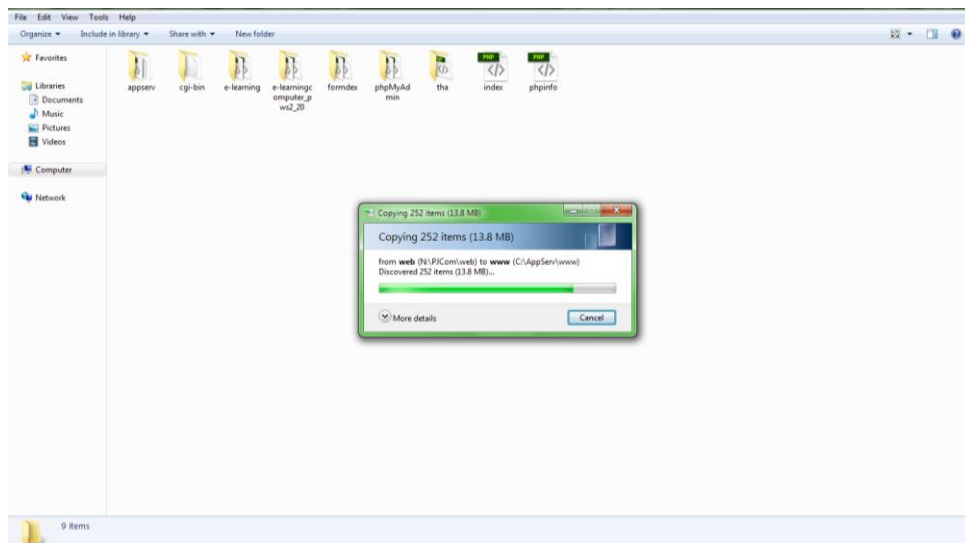 File Edit View Tools Help
Organize Include in library Share with New folder
Favorites
Libraries
Documents
Music
Pictures
Videos
Computer
Network
appserv
cgi-bin
e-learning
e-learningc
omputer_p
ws2_20
formdex
phpMyAd
min
tha
PHP
index
PHP
phpinfo
Copying 252 items (13.8 MB)
Copying 252 items (13.8 MB)
from web (N:\PJCom\web) to www (C:\AppServ\www)
Discovered 252 items (13.8 MB)...
More details
Cancel
9 items